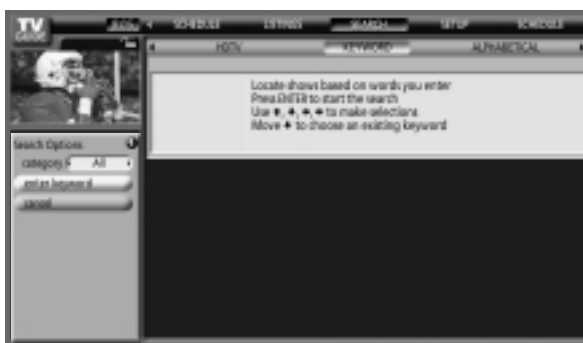 TV
GUIDE
SCHEDULE LISTINGS SEARCH SETUP SCHEDULE
HDTV KEYWORD ALPHABETICAL
Locate shows based on words you enter
Press ENTER to start the search
Use to make selections
Move to choose an existing keyword
Search Options
category All
enter keyword
cancel